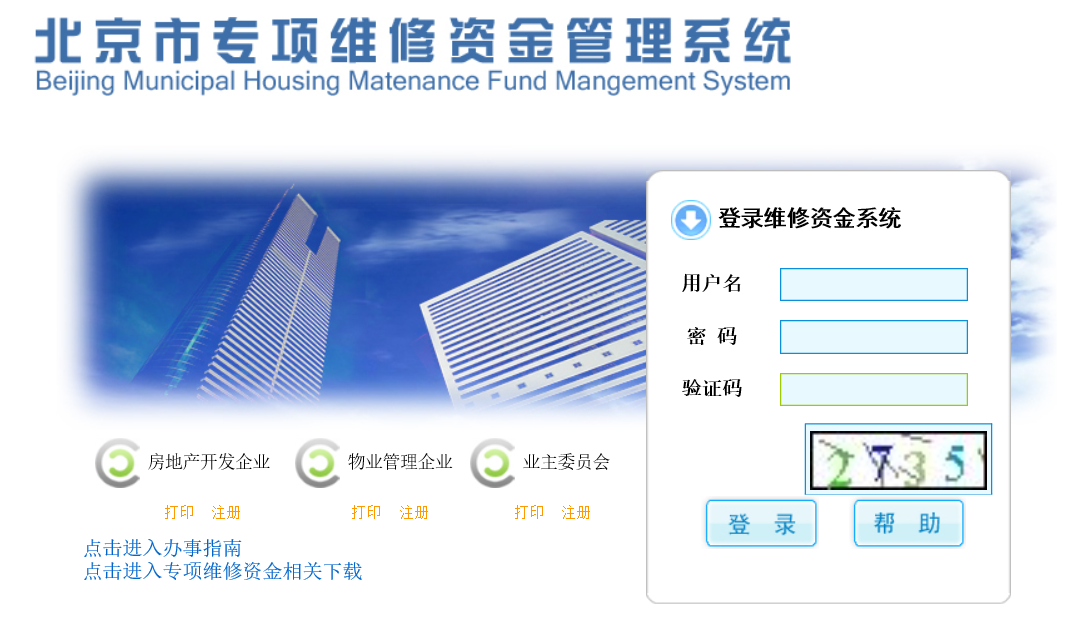 北京市专项维修资金管理系统
Beijing Municipal Housing Matenance Fund Mangement System
登录维修资金系统
用户名
密 码
验证码
2735
登 录 帮 助
房地产开发企业 物业管理企业 业主委员会
打印 注册 打印 注册 打印 注册
点击进入办事指南
点击进入专项维修资金相关下载